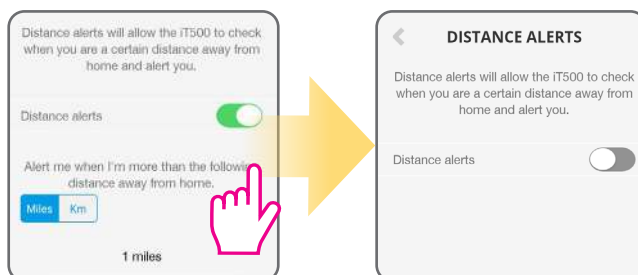 Distance alerts will allow the iT500 to check
when you are a certain distance away from
home and alert you.
Distance alerts
Alert me when I'm more than the following
distance away from home.
Miles Km
1 miles
DISTANCE ALERTS
Distance alerts will allow the iT500 to check
when you are a certain distance away from
home and alert you.
Distance alerts